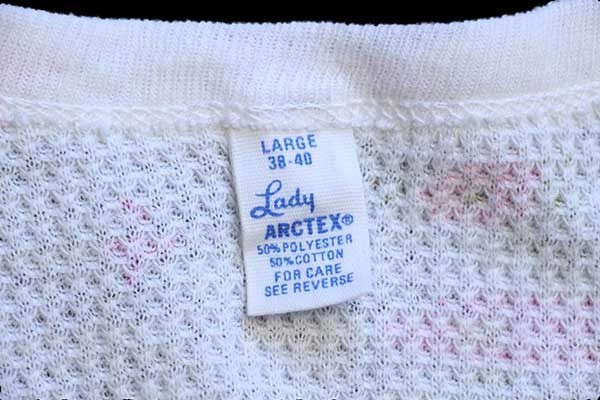 LARGE
38-40
Lady
ARCTEX®
50% POLYESTER
50% COTTON
FOR CARE
SEE REVERSE